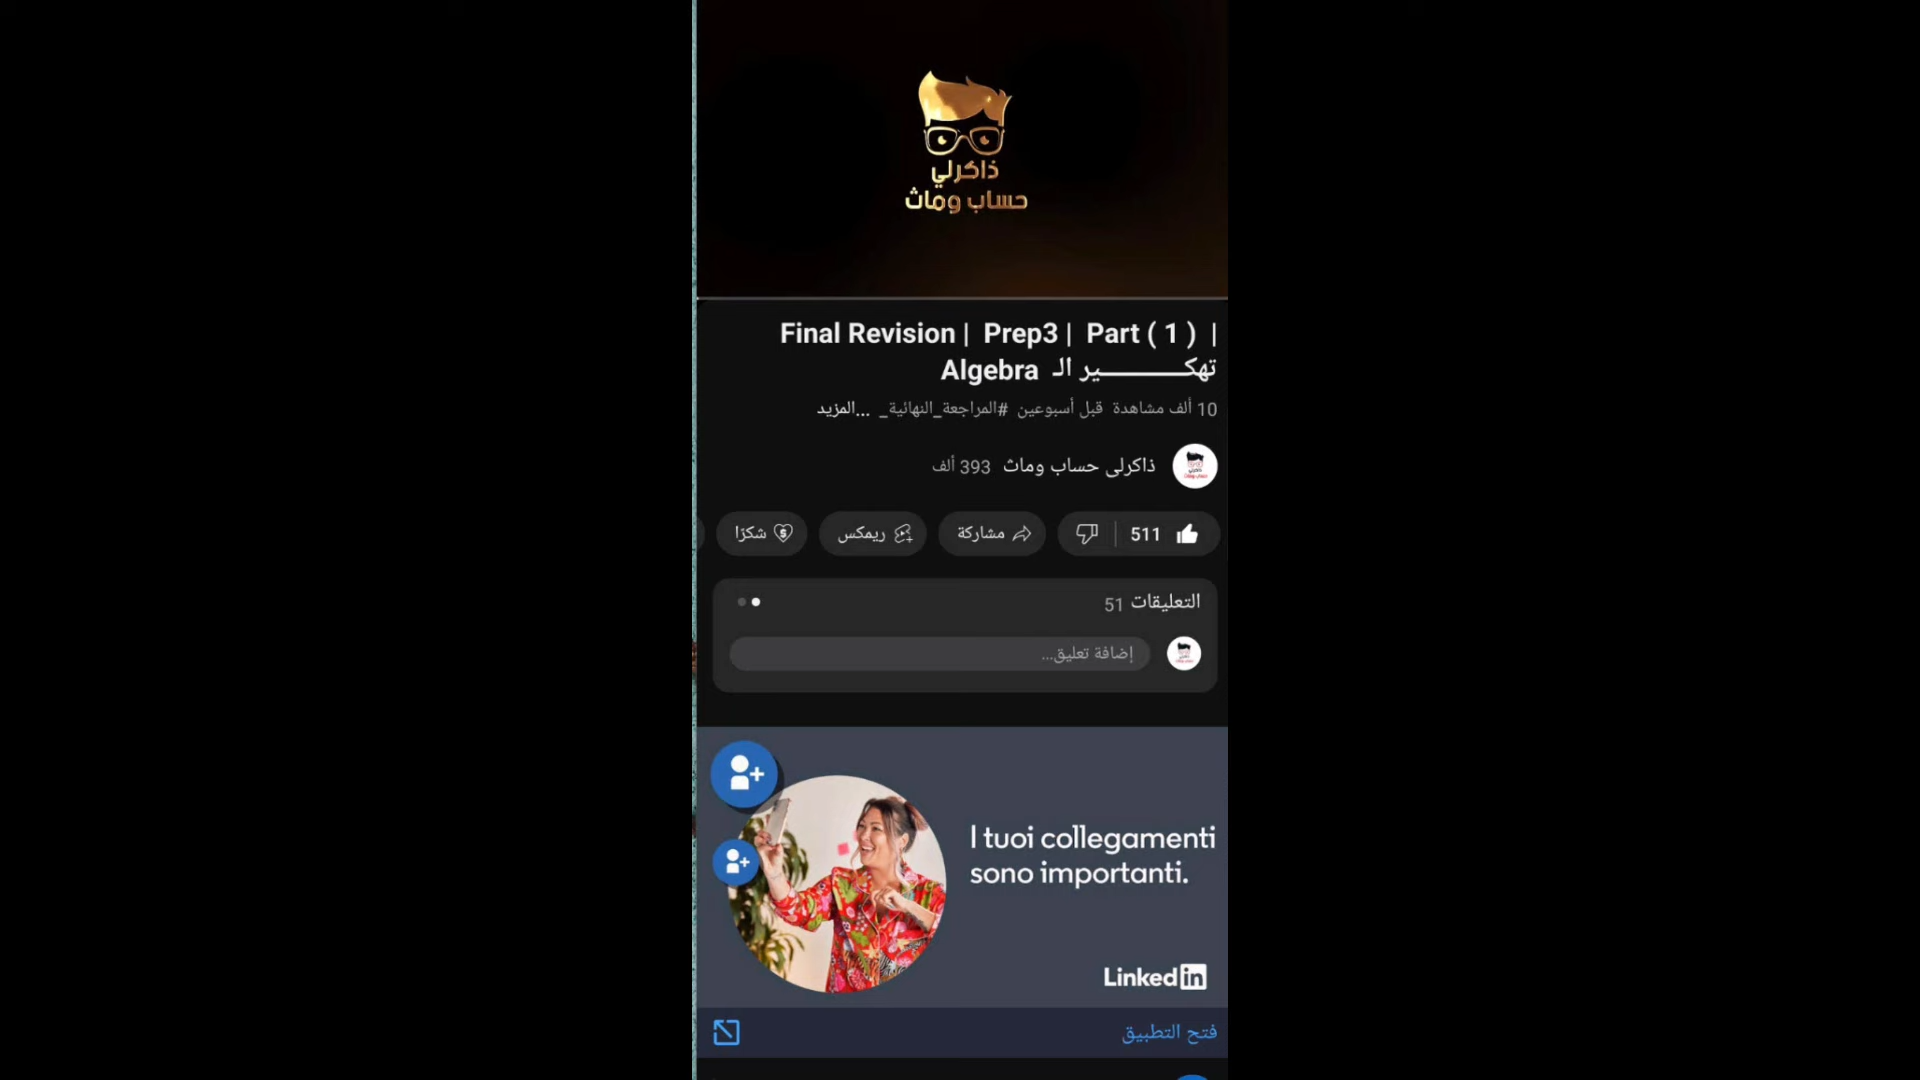 ذاكرلي
حساب وماث
Final Revision | Prep3 | Part ( 1 ) |
تهكـــــــــــــير الـ Algebra
10 ألف مشاهدة قبل أسبوعين #المراجعة_النهائية_ ...المزيد
ذاكرلى حساب وماث 393 ألف
511
مشاركة
ريمكس
شكرًا
التعليقات 51
إضافة تعليق...
I tuoi collegamenti
sono importanti.
Linked in
فتح التطبيق